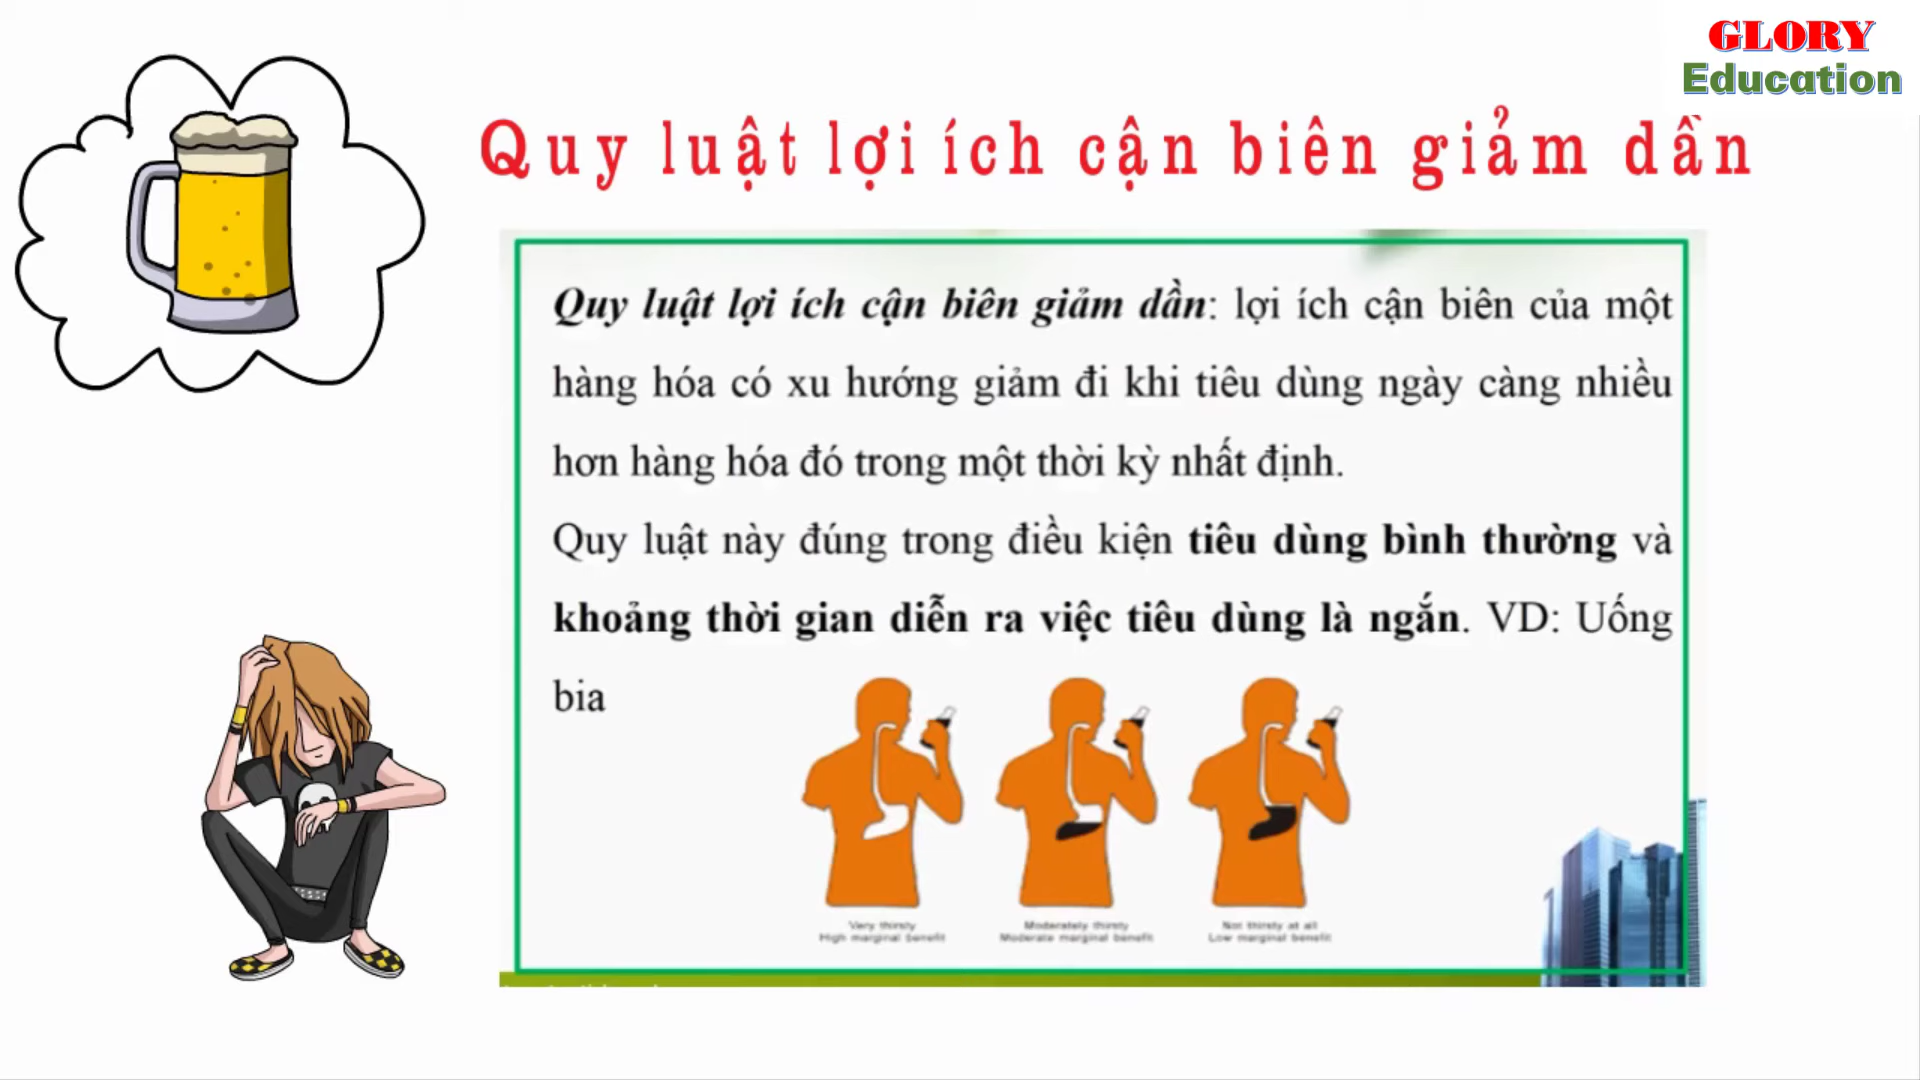 GLORY
Education
Quy luật lợi ích cận biên giảm dần
Quy luật lợi ích cận biên giảm dần: lợi ích cận biên của một
hàng hóa có xu hướng giảm đi khi tiêu dùng ngày càng nhiều
hơn hàng hóa đó trong một thời kỳ nhất định.
Quy luật này đúng trong điều kiện tiêu dùng bình thường và
khoảng thời gian diễn ra việc tiêu dùng là ngắn. VD: Uống
bia
Very thirsty
High marginal benefit
Moderately thirsty
Moderate marginal benefit
Not thirsty at all
Low marginal benefit